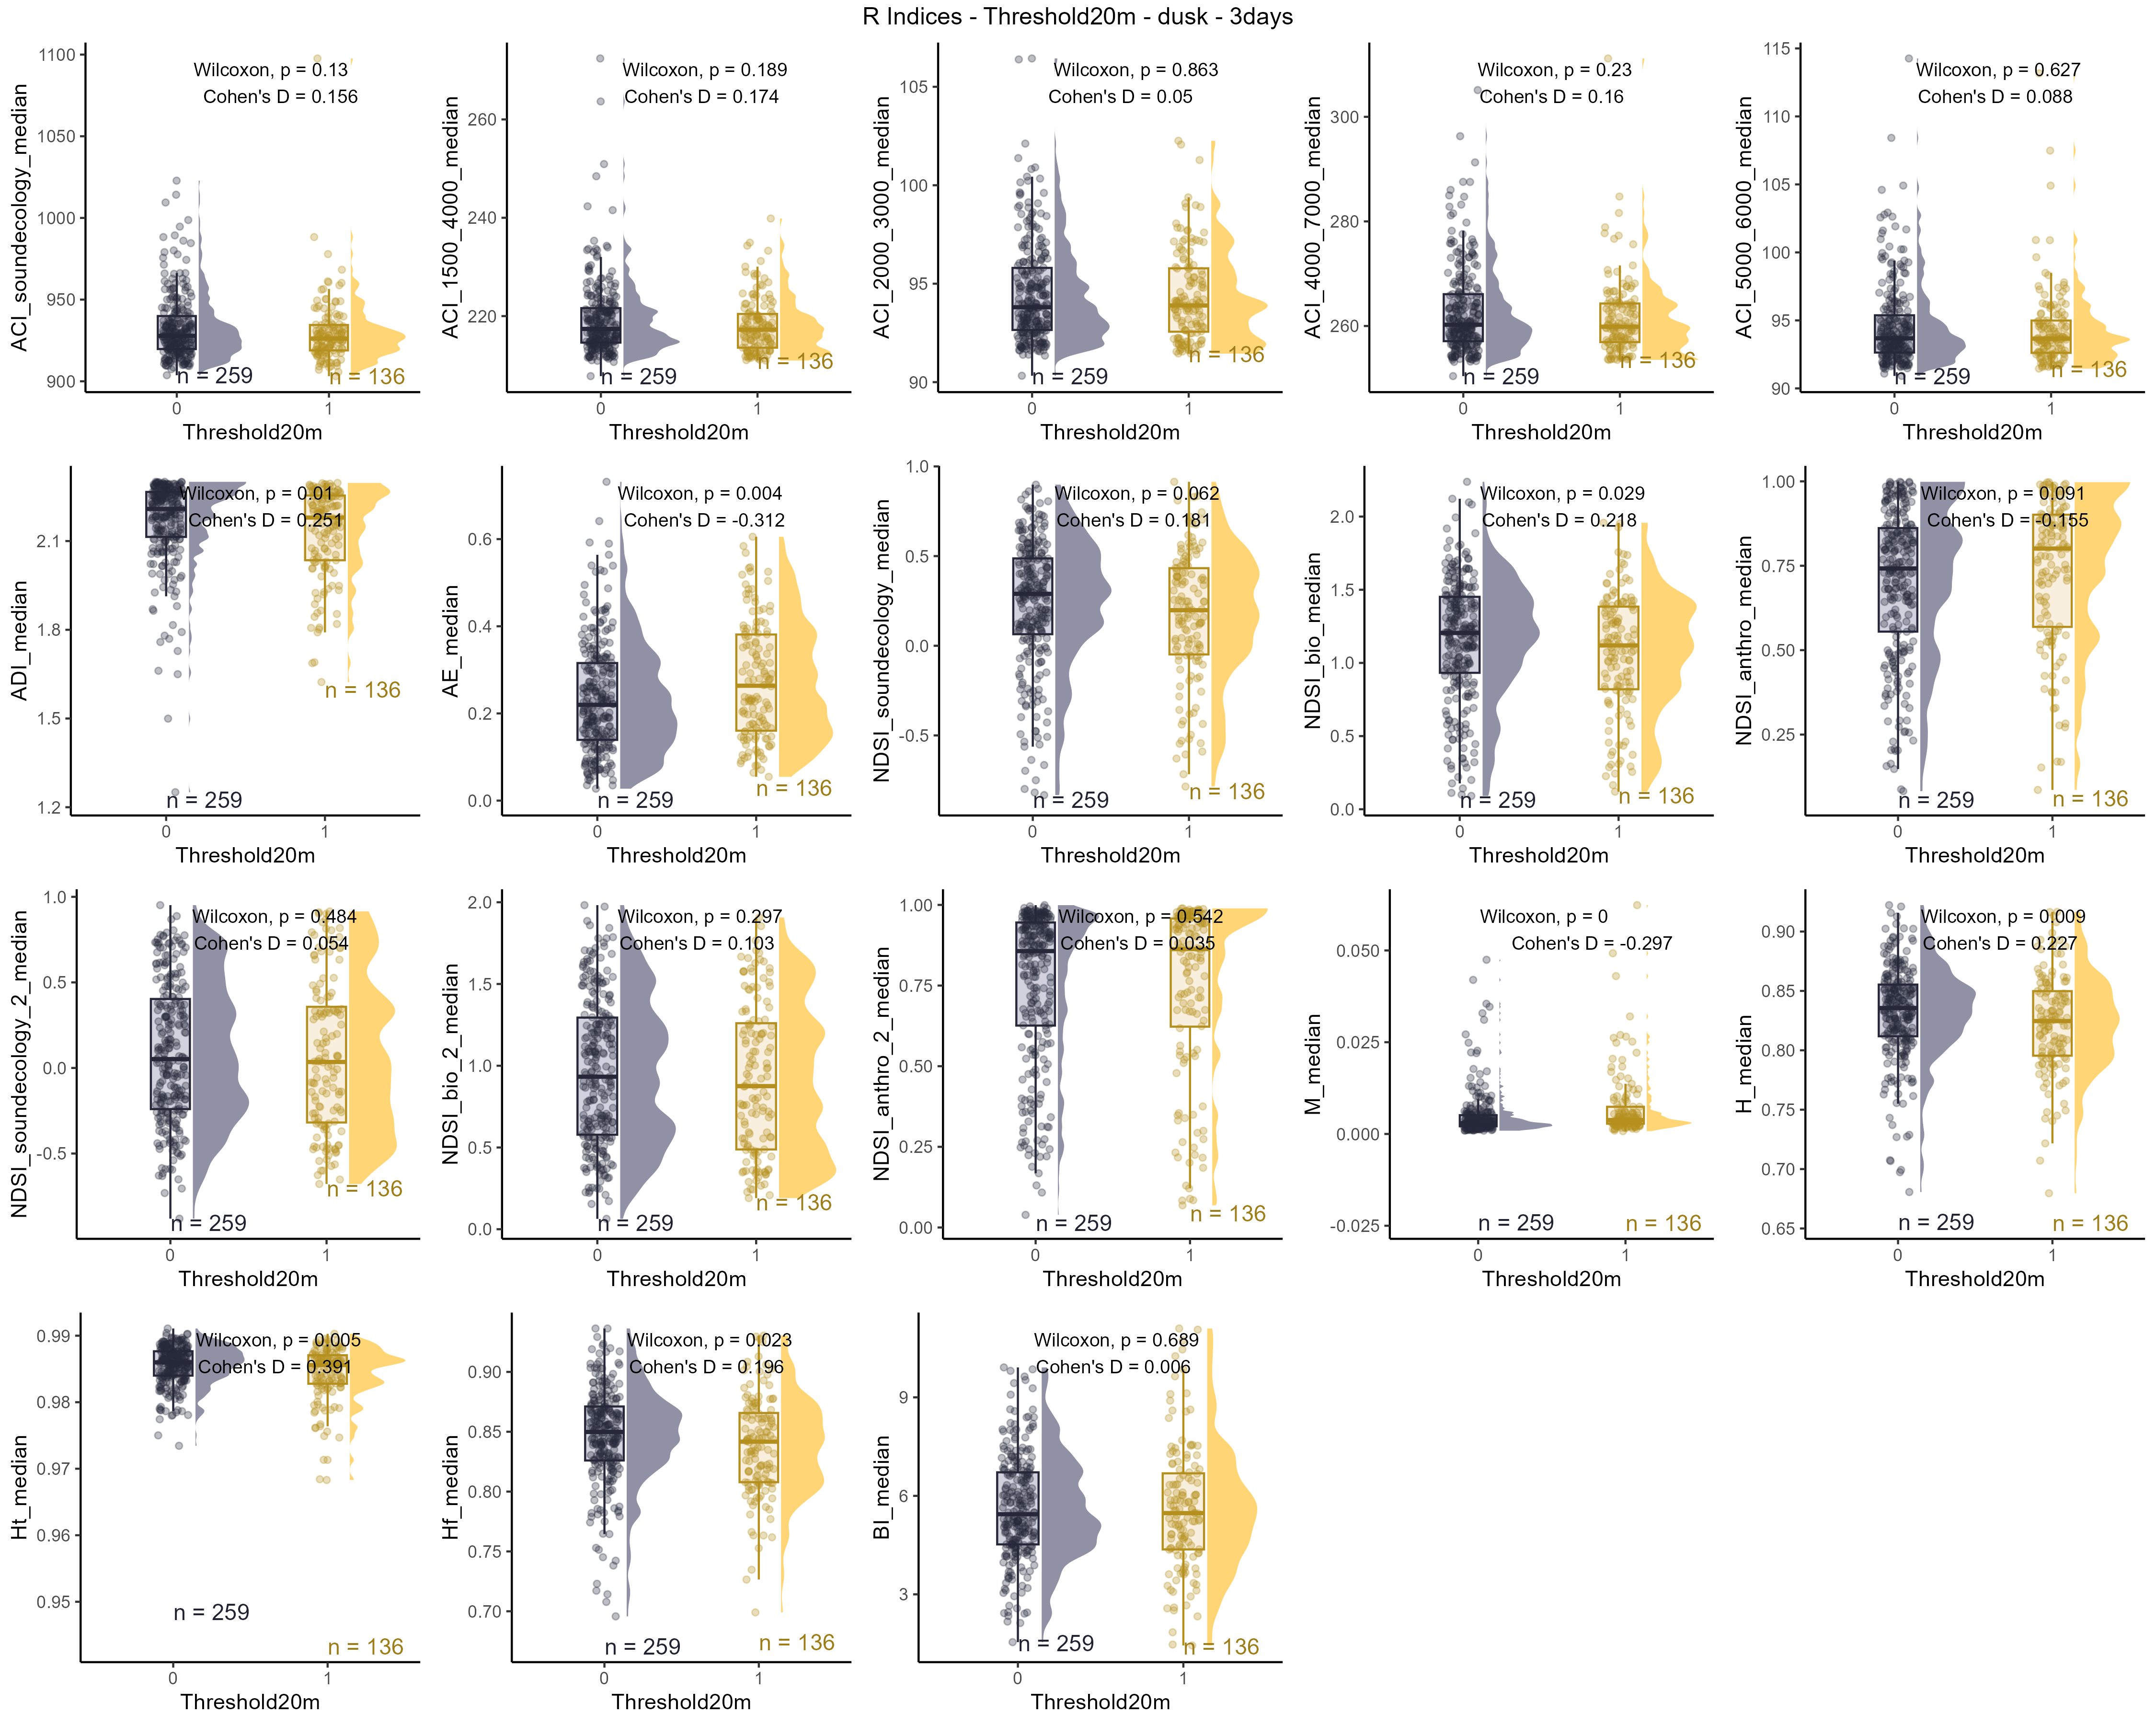 R Indices - Threshold20m - dusk - 3days
ACI_soundecology_median
1100
1050
1000
950
900
Wilcoxon, p = 0.13
Cohen's D = 0.156
n = 259
n = 136
0
1
Threshold20m
ACI_1500_4000_median
260
240
220
Wilcoxon, p = 0.189
Cohen's D = 0.174
n = 259
n = 136
0
1
Threshold20m
ACI_2000_3000_median
105
100
95
90
Wilcoxon, p = 0.863
Cohen's D = 0.05
n = 259
n = 136
0
1
Threshold20m
ACI_4000_7000_median
300
280
260
Wilcoxon, p = 0.23
Cohen's D = 0.16
n = 259
n = 136
0
1
Threshold20m
ACI_5000_6000_median
115
110
105
100
95
90
Wilcoxon, p = 0.627
Cohen's D = 0.088
n = 259
n = 136
0
1
Threshold20m
ADI_median
2.1
1.8
1.5
1.2
Wilcoxon, p = 0.01
Cohen's D = 0.251
n = 259
n = 136
0
1
Threshold20m
AE_median
0.6
0.4
0.2
0.0
Wilcoxon, p = 0.004
Cohen's D = -0.312
n = 259
n = 136
0
1
Threshold20m
NDSI_soundecology_median
1.0
0.5
0.0
-0.5
Wilcoxon, p = 0.062
Cohen's D = 0.181
n = 259
n = 136
0
1
Threshold20m
NDSI_bio_median
2.0
1.5
1.0
0.5
0.0
Wilcoxon, p = 0.029
Cohen's D = 0.218
n = 259
n = 136
0
1
Threshold20m
NDSI_anthro_median
1.00
0.75
0.50
0.25
Wilcoxon, p = 0.091
Cohen's D = -0.155
n = 259
n = 136
0
1
Threshold20m
NDSI_soundecology_2_median
1.0
0.5
0.0
-0.5
Wilcoxon, p = 0.484
Cohen's D = 0.054
n = 259
n = 136
0
1
Threshold20m
NDSI_bio_2_median
2.0
1.5
1.0
0.5
0.0
Wilcoxon, p = 0.297
Cohen's D = 0.103
n = 259
n = 136
0
1
Threshold20m
NDSI_anthro_2_median
1.00
0.75
0.50
0.25
0.00
Wilcoxon, p = 0.542
Cohen's D = 0.035
n = 259
n = 136
0
1
Threshold20m
M_median
0.050
0.025
0.000
-0.025
Wilcoxon, p = 0
Cohen's D = -0.297
n = 259
n = 136
0
1
Threshold20m
H_median
0.90
0.85
0.80
0.75
0.70
0.65
Wilcoxon, p = 0.009
Cohen's D = 0.227
n = 259
n = 136
0
1
Threshold20m
Ht_median
0.99
0.98
0.97
0.96
0.95
Wilcoxon, p = 0.005
Cohen's D = 0.391
n = 259
n = 136
0
1
Threshold20m
Hf_median
0.90
0.85
0.80
0.75
0.70
Wilcoxon, p = 0.023
Cohen's D = 0.196
n = 259
n = 136
0
1
Threshold20m
BI_median
9
6
3
Wilcoxon, p = 0.689
Cohen's D = 0.006
n = 259
n = 136
0
1
Threshold20m